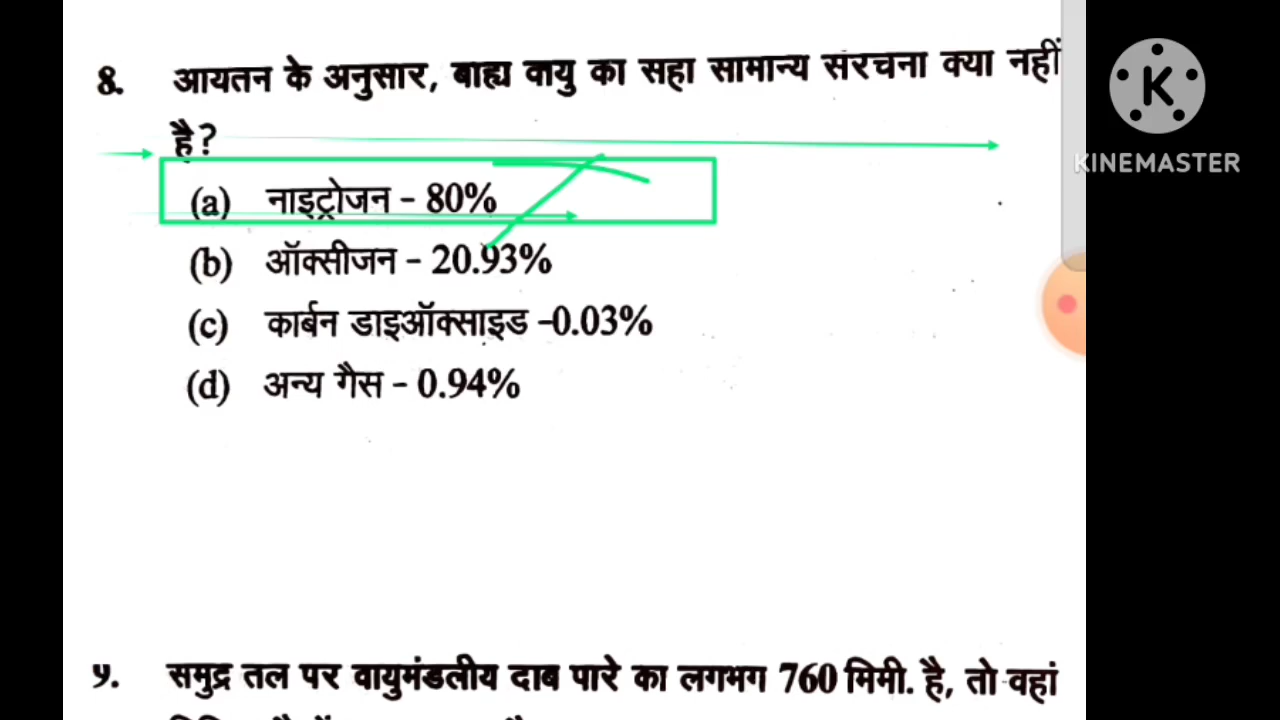 8. आयतन के अनुसार, बाह्य वायु का सहा सामान्य संरचना क्या नहीं
है?
(a) नाइट्रोजन - 80%
(b) ऑक्सीजन - 20.93%
(c) कार्बन डाइऑक्साइड -0.03%
(d) अन्य गैस - 0.94%
9. समुद्र तल पर वायुमंडलीय दाब पारे का लगभग 760 मिमी. है, तो वहां
K
KINEMASTER